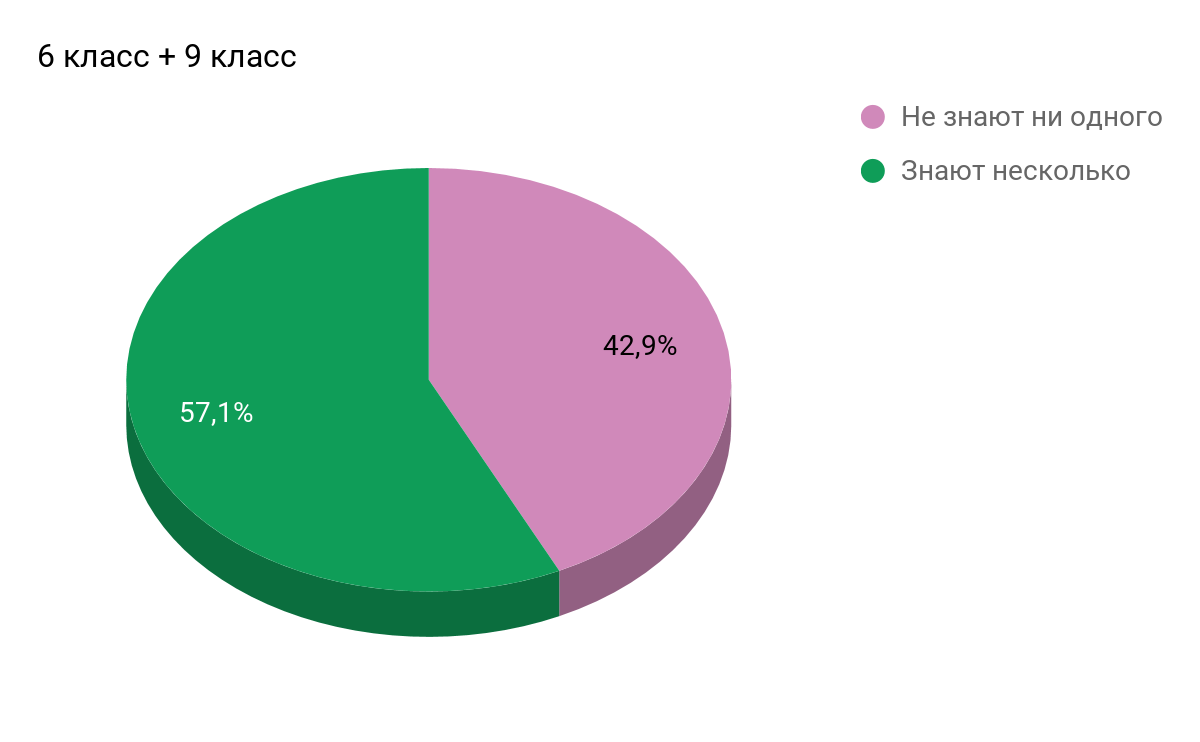 6 класс + 9 класс
Не знают ни одного
Знают несколько
42,9%
57,1%